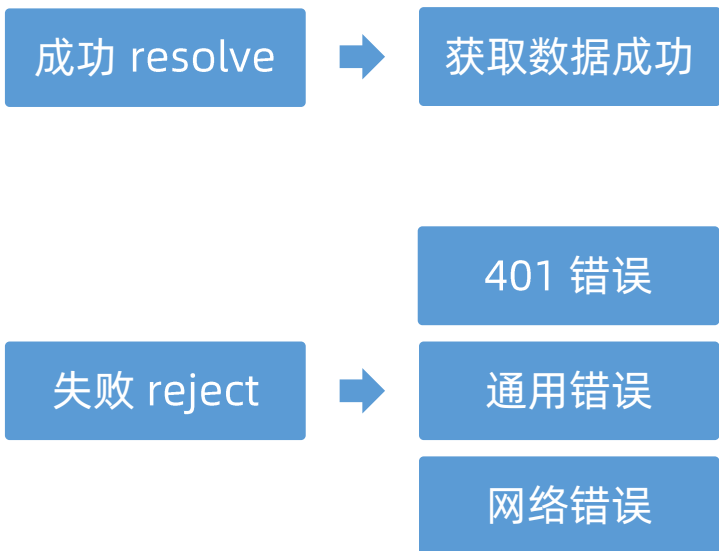 成功 resolve
获取数据成功
401 错误
失败 reject
通用错误
网络错误